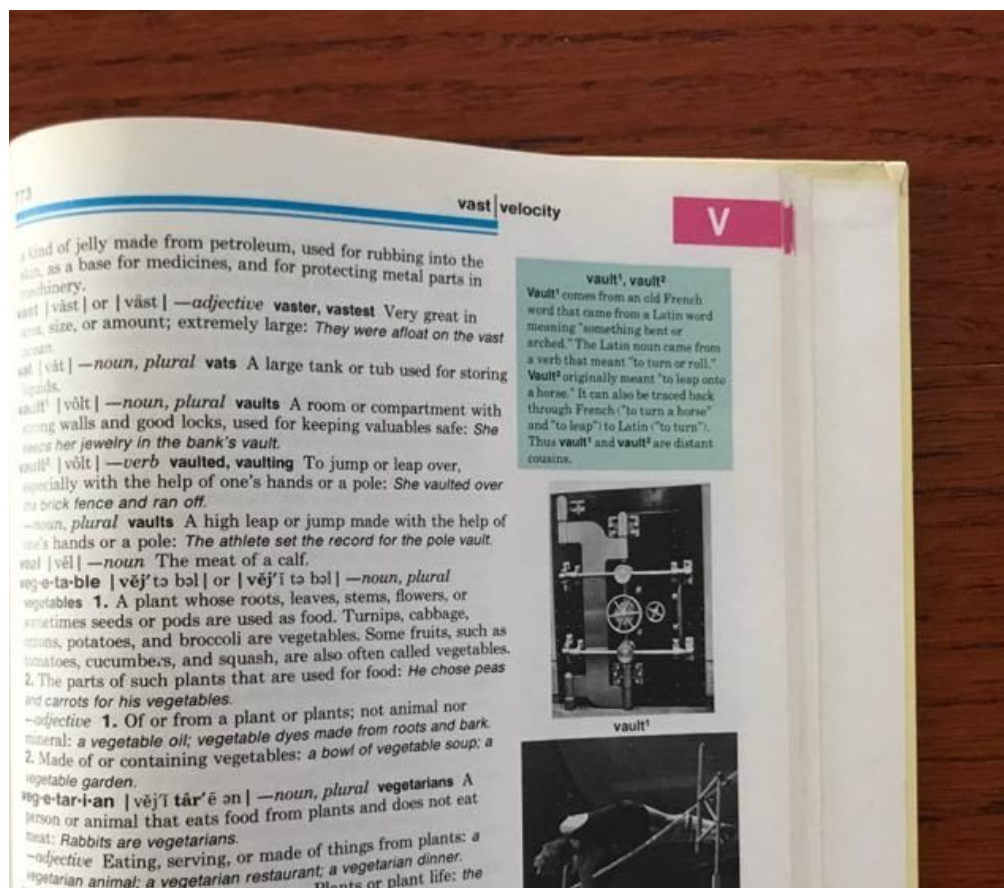 773
vast|velocity
V
a kind of jelly made from petroleum, used for rubbing into the
skin, as a base for medicines, and for protecting metal parts in
machinery.
vast |văst| or |väst| —adjective vaster, vastest Very great in
area, size, or amount; extremely large: They were afloat on the vast
ocean.
vat |văt| —noun, plural vats A large tank or tub used for storing
liquids.
vault¹ |vôlt| —noun, plural vaults A room or compartment with
strong walls and good locks, used for keeping valuables safe: She
keeps her jewelry in the bank's vault.
vault² |vôlt| —verb vaulted, vaulting To jump or leap over,
especially with the help of one's hands or a pole: She vaulted over
the brick fence and ran off.
—noun, plural vaults A high leap or jump made with the help of
one's hands or a pole: The athlete set the record for the pole vault.
veal |vēl| —noun The meat of a calf.
veg·e·ta·ble |věj′tə bəl| or |věj′ĭ tə bəl| —noun, plural
vegetables 1. A plant whose roots, leaves, stems, flowers, or
sometimes seeds or pods are used as food. Turnips, cabbage,
onions, potatoes, and broccoli are vegetables. Some fruits, such as
tomatoes, cucumbers, and squash, are also often called vegetables.
2. The parts of such plants that are used for food: He chose peas
and carrots for his vegetables.
—adjective 1. Of or from a plant or plants; not animal nor
mineral: a vegetable oil; vegetable dyes made from roots and bark.
2. Made of or containing vegetables: a bowl of vegetable soup; a
vegetable garden.
veg·e·tar·i·an |věj′ĭ târ′ē ən| —noun, plural vegetarians A
person or animal that eats food from plants and does not eat
meat: Rabbits are vegetarians.
—adjective Eating, serving, or made of things from plants: a
vegetarian animal; a vegetarian restaurant; a vegetarian dinner.
Plants or plant life: the
vault¹, vault²
Vault¹ comes from an old French
word that came from a Latin word
meaning "something bent or
arched." The Latin noun came from
a verb that meant "to turn or roll."
Vault² originally meant "to leap onto
a horse." It can also be traced back
through French ("to turn a horse"
and "to leap") to Latin ("to turn").
Thus vault¹ and vault² are distant
cousins.
vault¹